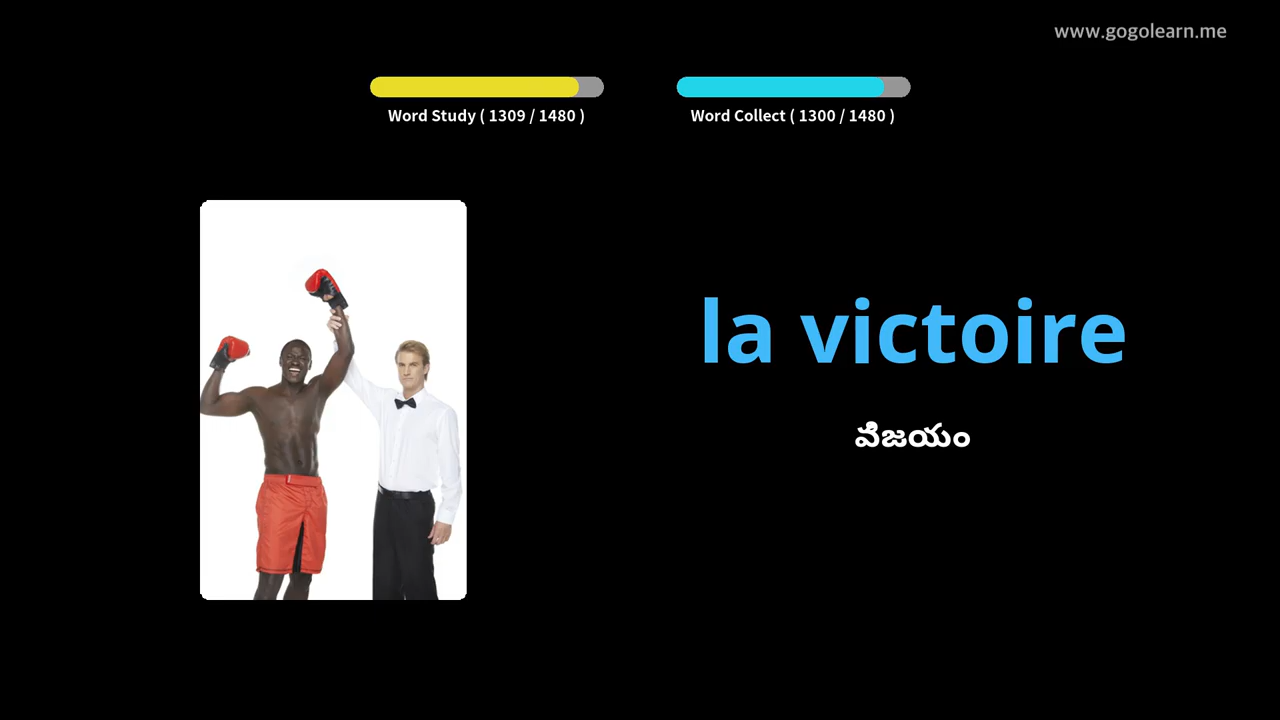 www.gogolearn.me
Word Study ( 1309 / 1480 )
Word Collect ( 1300 / 1480 )
la victoire
విజయం